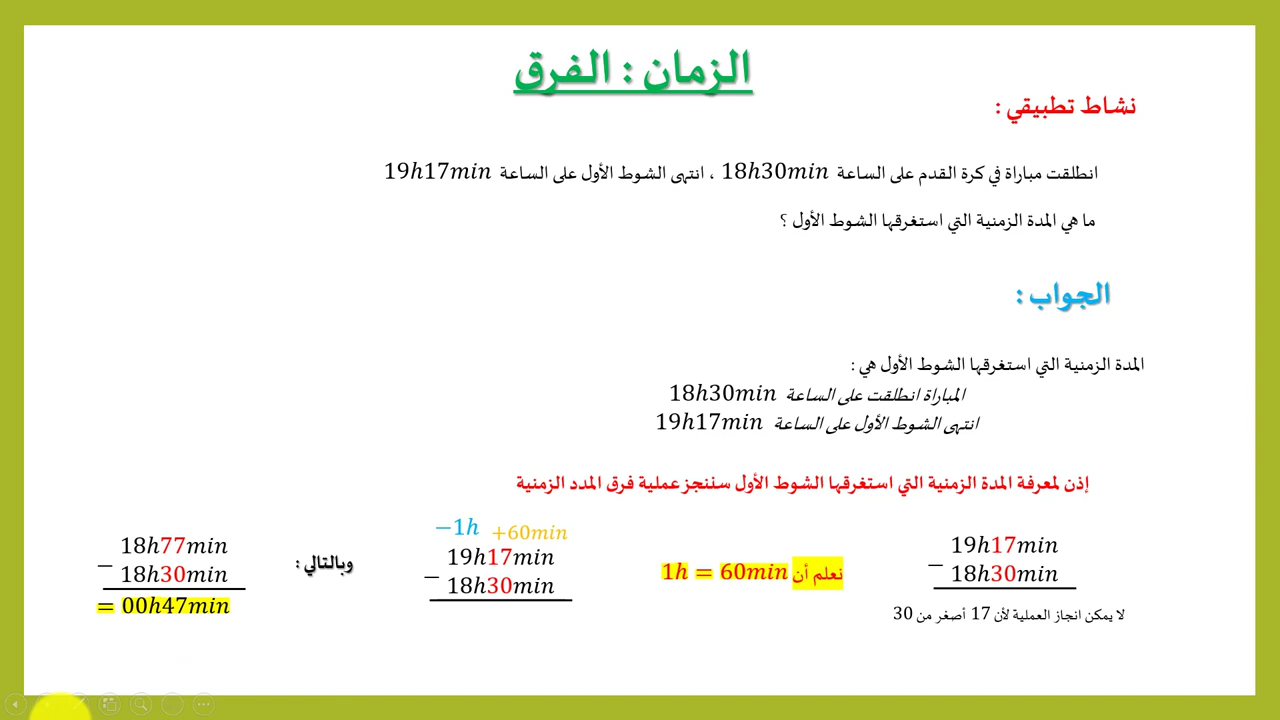 الزمان : الفرق
نشاط تطبيقي :
انطلقت مباراة في كرة القدم على الساعة 18h30min ، انتهى الشوط الأول على الساعة 19h17min
ما هي المدة الزمنية التي استغرقها الشوط الأول ؟
الجواب :
المدة الزمنية التي استغرقها الشوط الأول هي :
المباراة انطلقت على الساعة 18h30min
انتهى الشوط الأول على الساعة 19h17min
إذن لمعرفة المدة الزمنية التي استغرقها الشوط الأول سننجز عملية فرق المدد الزمنية
19h17min
− 18h30min
لا يمكن انجاز العملية لأن 17 أصغر من 30
نعلم أن 1h = 60min
−1h +60min
19h17min
− 18h30min
وبالتالي :
18h77min
− 18h30min
= 00h47min